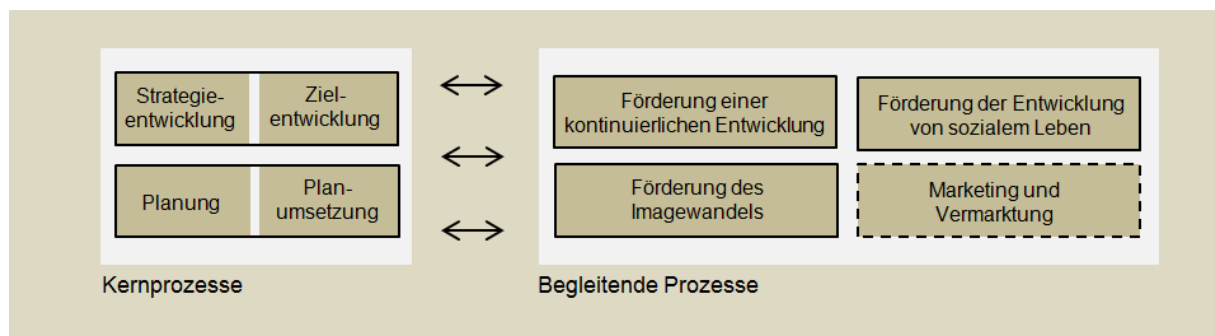 Strategie-
entwicklung
Ziel-
entwicklung
Planung
Plan-
umsetzung
Kernprozesse
Förderung einer
kontinuierlichen Entwicklung
Förderung der Entwicklung
von sozialem Leben
Förderung des
Imagewandels
Marketing und
Vermarktung
Begleitende Prozesse